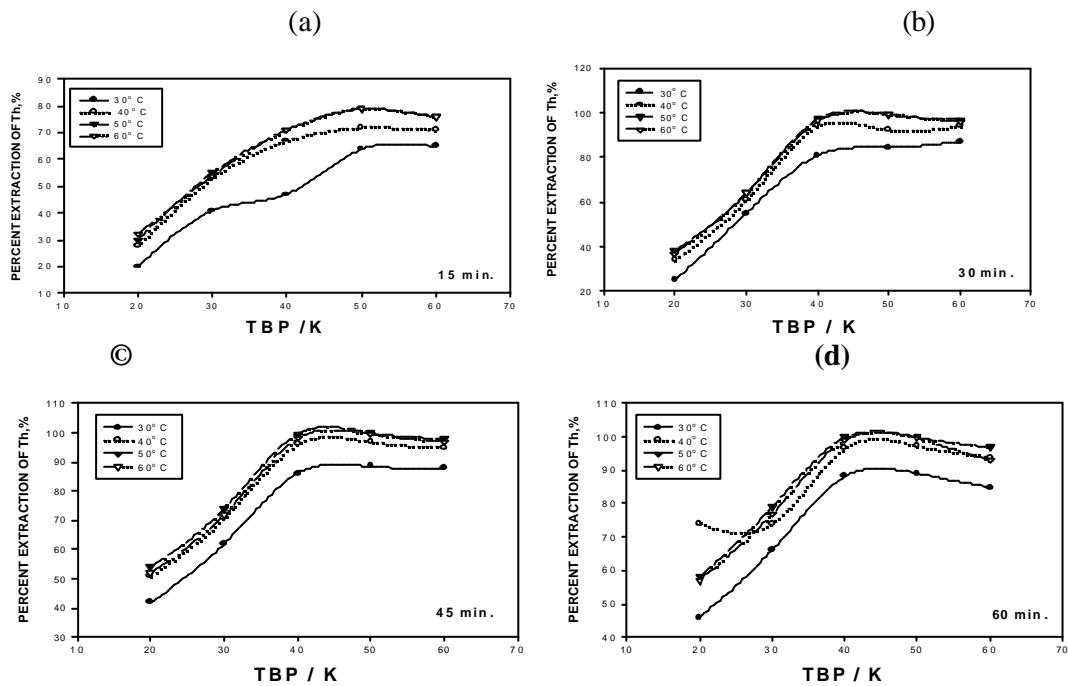 (a)
PERCENT EXTRACTION OF Th,%
90
80
70
60
50
40
30
20
10
30° C
40° C
50° C
60° C
15 min.
10 20 30 40 50 60 70
TBP / K
(b)
PERCENT EXTRACTION OF Th,%
120
100
80
60
40
20
30° C
40° C
50° C
60° C
30 min.
10 20 30 40 50 60 70
TBP / K
©
PERCENT EXTRACTION OF Th,%
110
100
90
80
70
60
50
40
30
30° C
40° C
50° C
60° C
45 min.
10 20 30 40 50 60 70
TBP / K
(d)
PERCENT EXTRACTION OF Th,%
110
100
90
80
70
60
50
40
30° C
40° C
50° C
60° C
60 min.
10 20 30 40 50 60 70
TBP / K